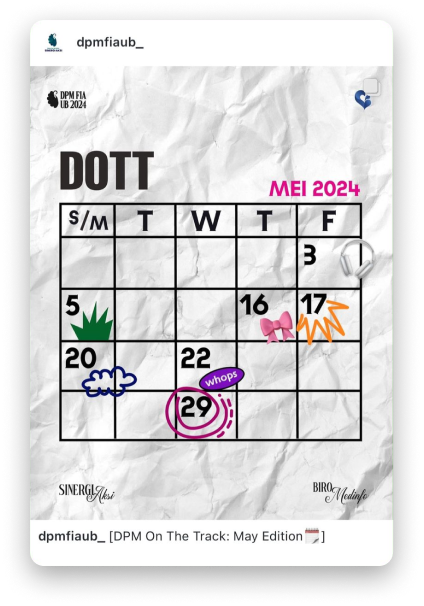 dpmfiaub_
DPM FIA
UB 2024
DOTT
MEI 2024
S/M T W T F
3
5 16 17
20 22
whops
29
SINERGI Aksi
BIRO Medinfo
dpmfiaub_ [DPM On The Track: May Edition🗓️]